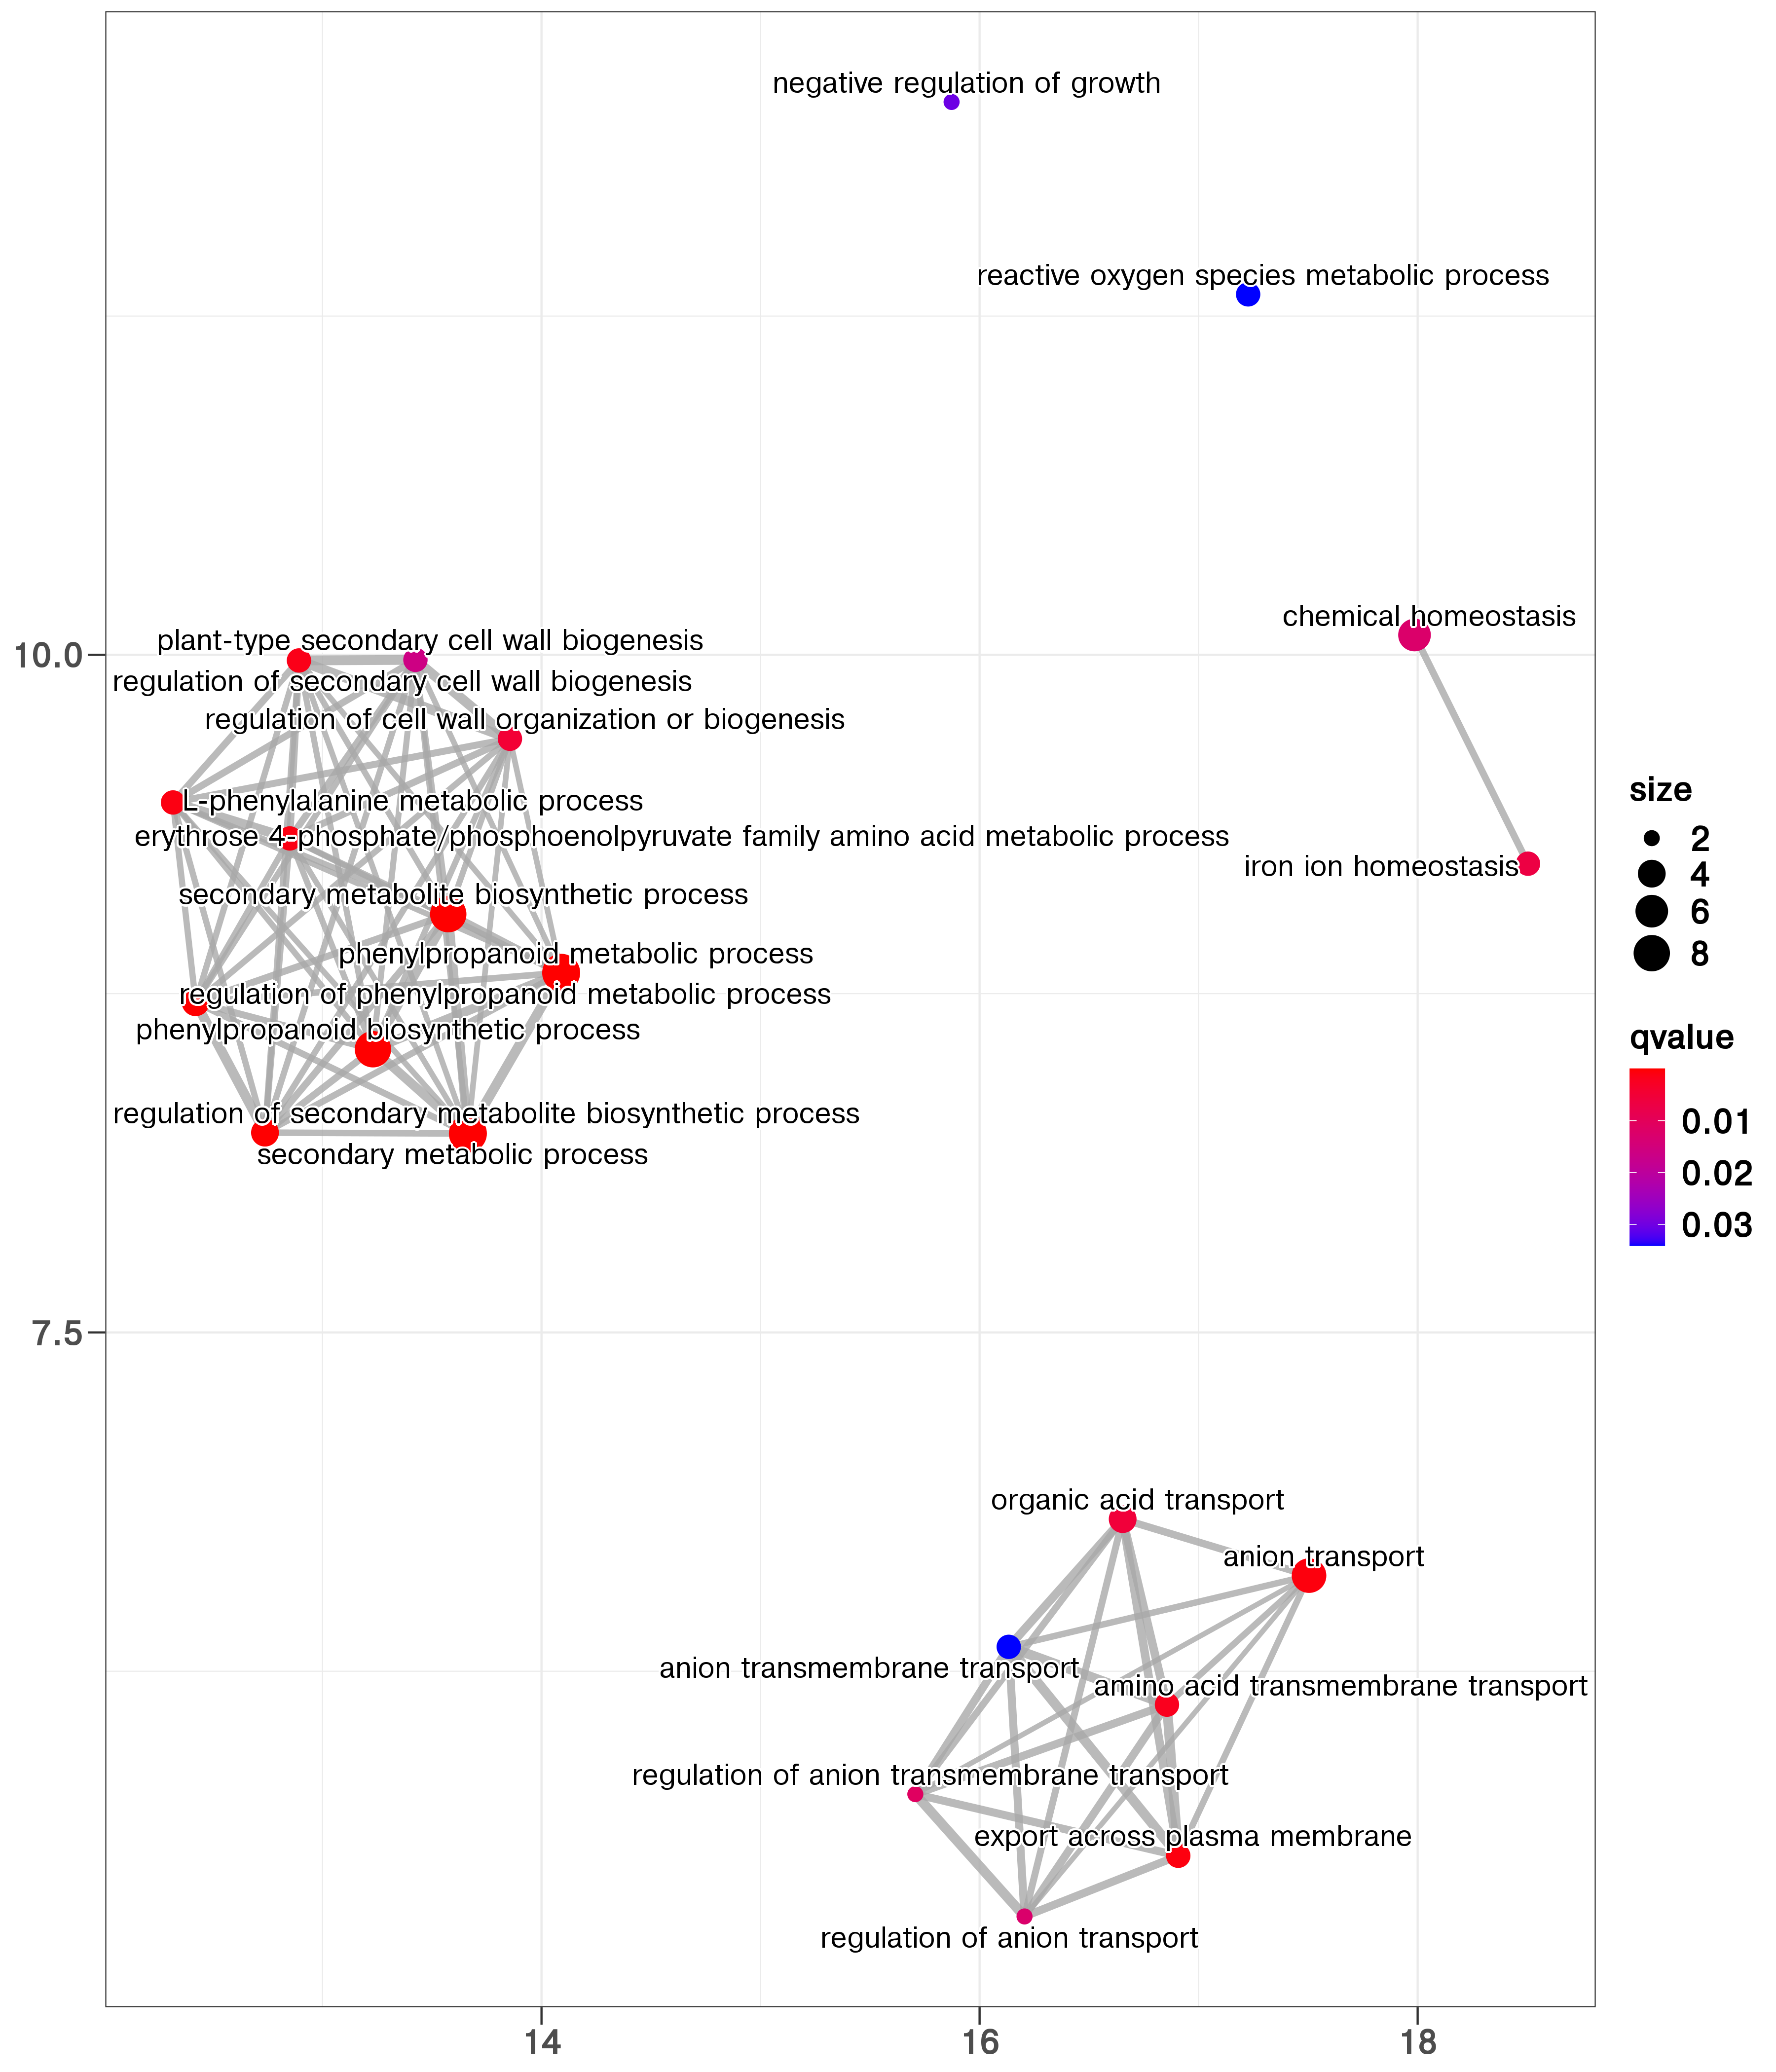 negative regulation of growth
reactive oxygen species metabolic process
chemical homeostasis
10.0
plant-type secondary cell wall biogenesis
regulation of secondary cell wall biogenesis
regulation of cell wall organization or biogenesis
L-phenylalanine metabolic process
erythrose 4-phosphate/phosphoenolpyruvate family amino acid metabolic process
iron ion homeostasis
secondary metabolite biosynthetic process
phenylpropanoid metabolic process
regulation of phenylpropanoid metabolic process
phenylpropanoid biosynthetic process
regulation of secondary metabolite biosynthetic process
secondary metabolic process
size
2
4
6
8
qvalue
0.01
0.02
0.03
7.5
organic acid transport
anion transport
anion transmembrane transport
amino acid transmembrane transport
regulation of anion transmembrane transport
export across plasma membrane
regulation of anion transport
14
16
18